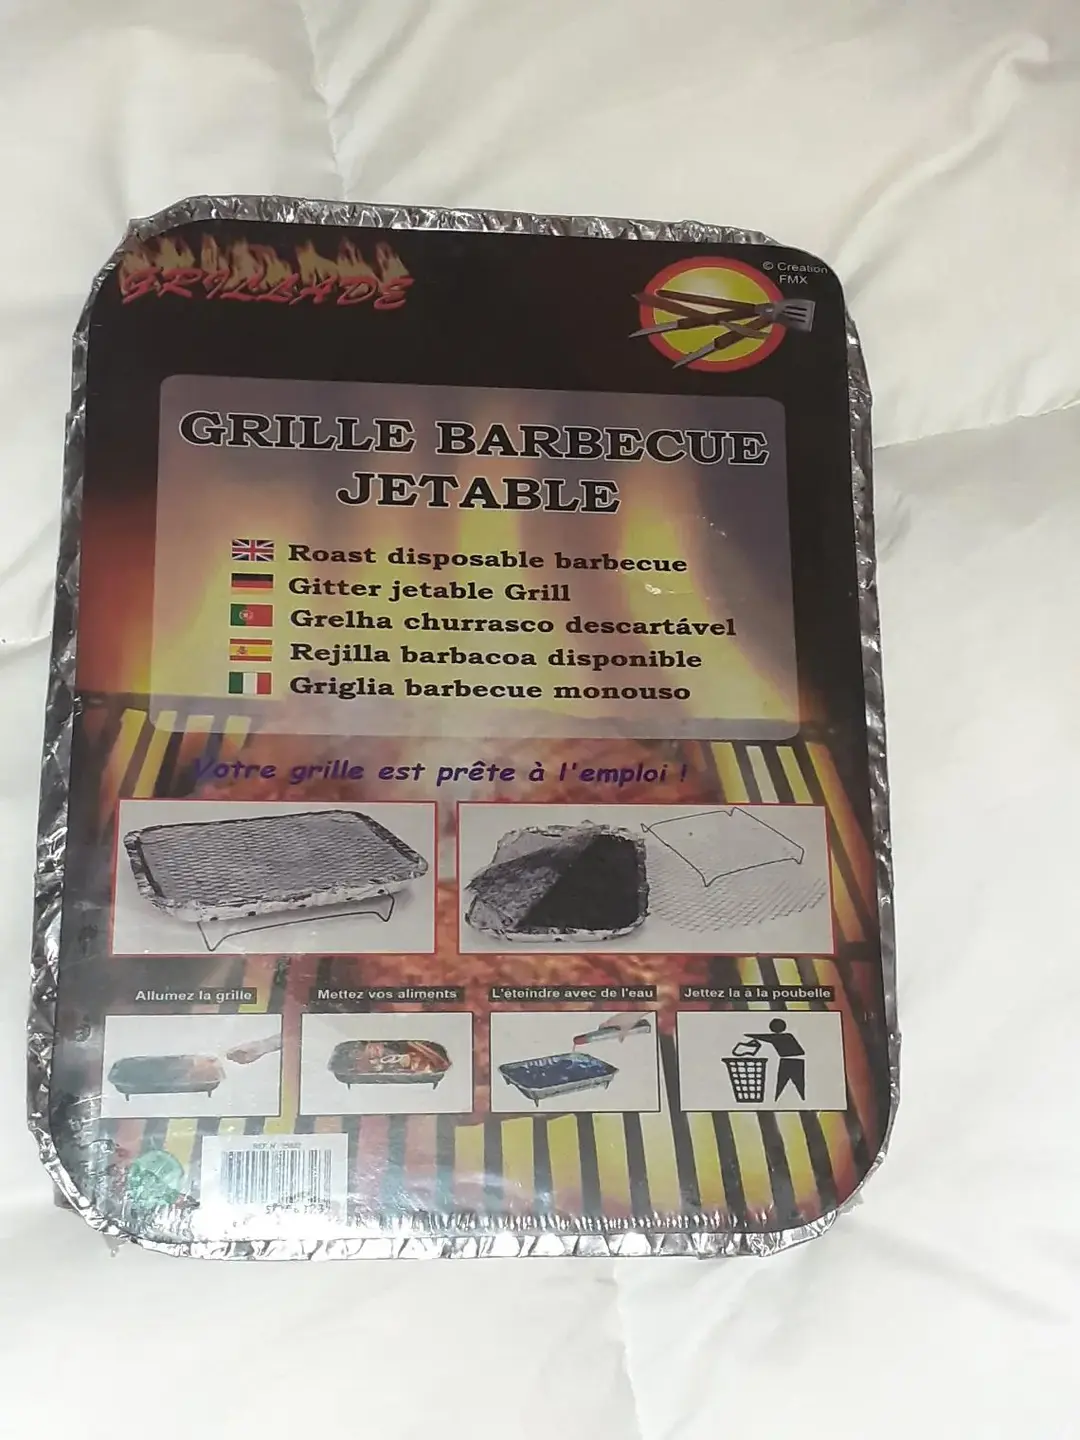 GRILLADE
© Création
FMX
GRILLE BARBECUE
JETABLE
Roast disposable barbecue
Gitter jetable Grill
Grelha churrasco descartável
Rejilla barbacoa disponible
Griglia barbecue monouso
Votre grille est prête à l'emploi !
Allumez la grille
Mettez vos aliments
L'éteindre avec de l'eau
Jettez la à la poubelle